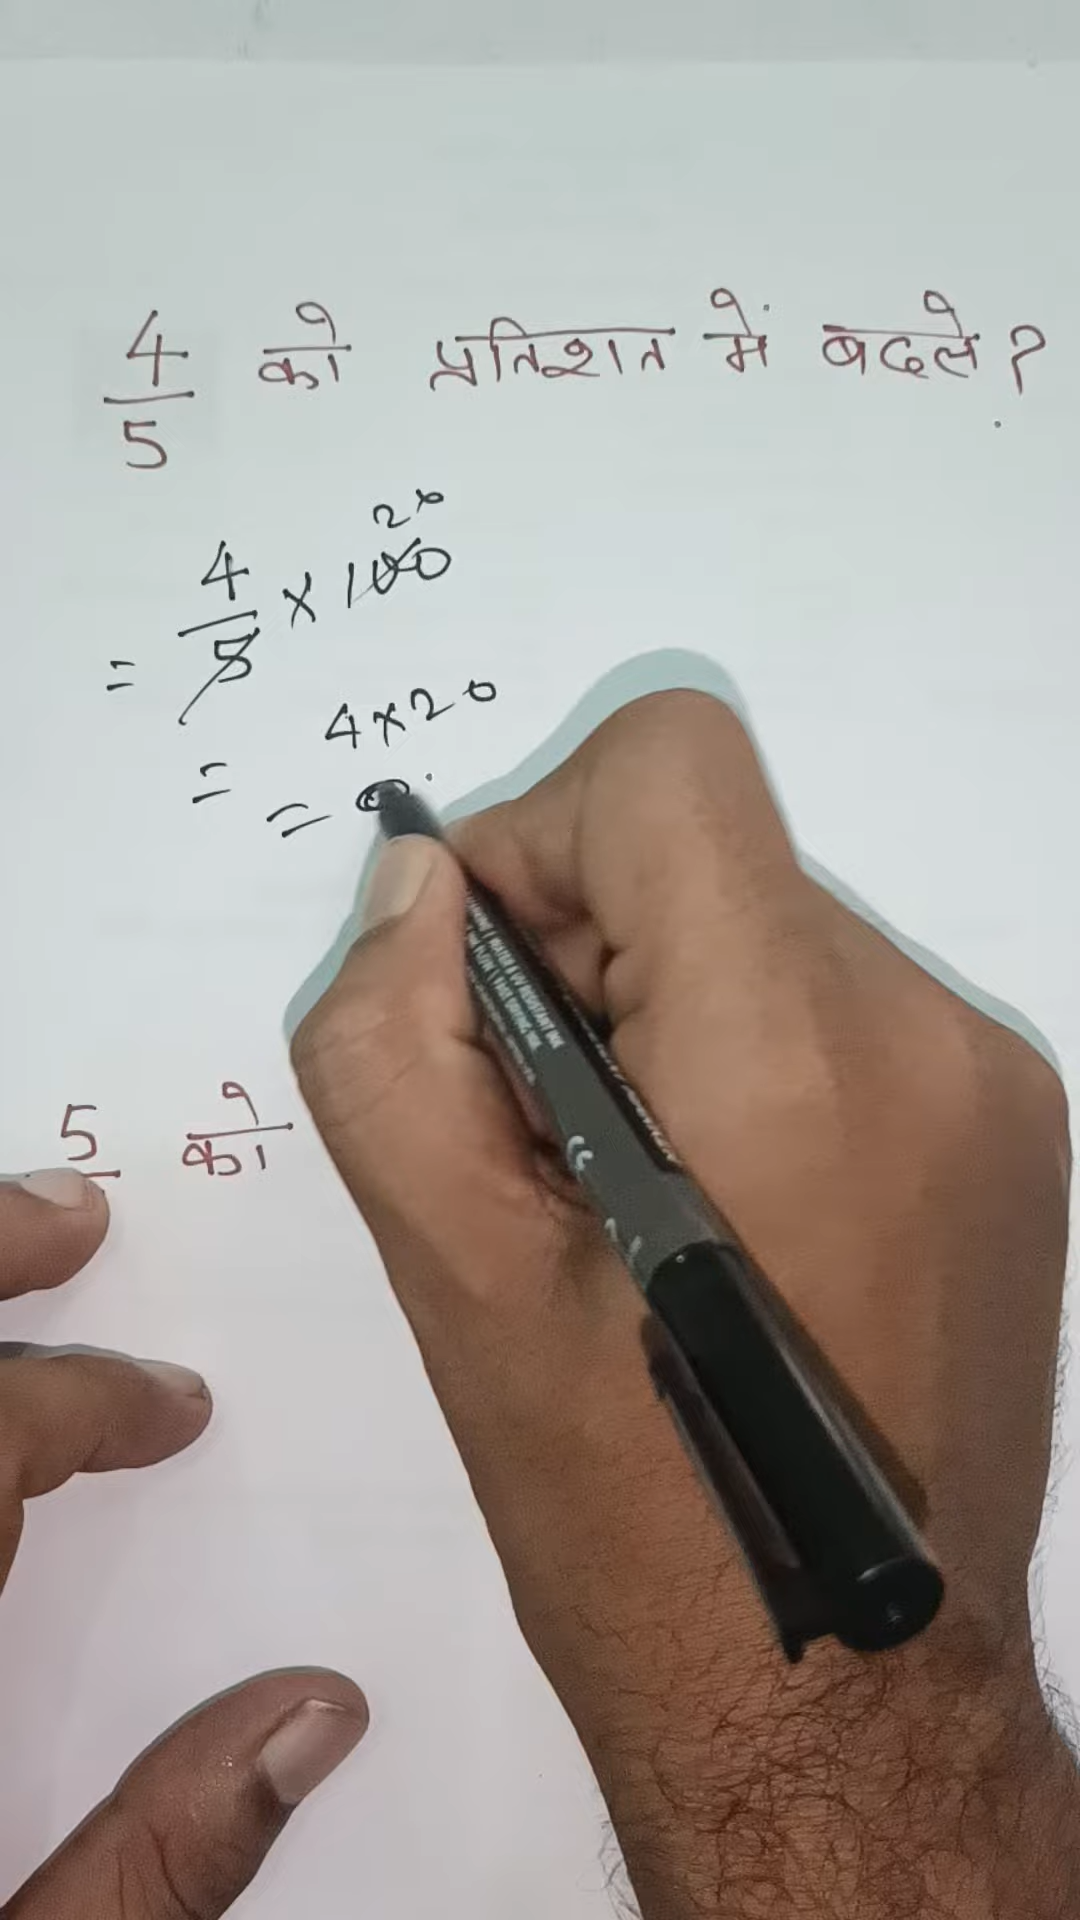 4/5 को प्रतिशत में बदले ?
20
= 4/5 × 100
= 4×20
=
5 को